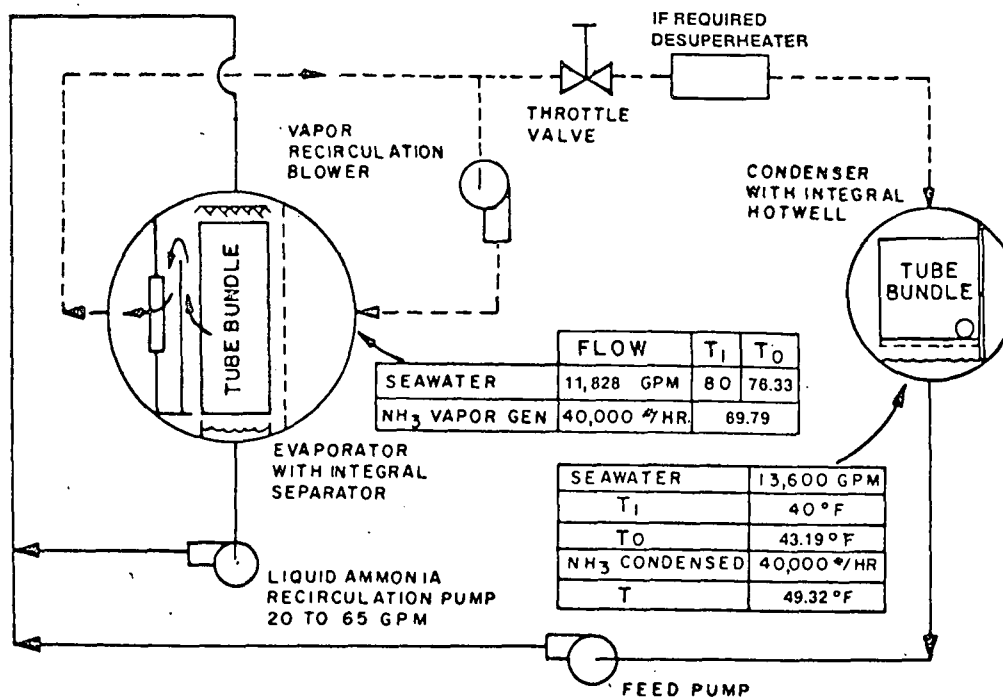 IF REQUIRED
DESUPERHEATER
THROTTLE
VALVE
VAPOR
RECIRCULATION
BLOWER
CONDENSER
WITH INTEGRAL
HOTWELL
TUBE BUNDLE
TUBE
BUNDLE
FLOW T1 TO
SEAWATER 11,828 GPM 80 76.33
NH3 VAPOR GEN 40,000 #/HR. 69.79
EVAPORATOR
WITH INTEGRAL
SEPARATOR
SEAWATER 13,600 GPM
T1 40°F
TO 43.19°F
NH3 CONDENSED 40,000 #/HR
T 49.32°F
LIQUID AMMONIA
RECIRCULATION PUMP
20 TO 65 GPM
FEED PUMP